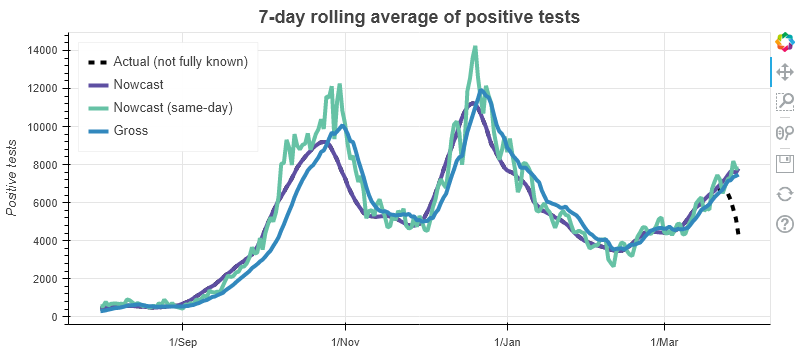 7-day rolling average of positive tests
Positive tests
14000
12000
10000
8000
6000
4000
2000
0
Actual (not fully known)
Nowcast
Nowcast (same-day)
Gross
1/Sep
1/Nov
1/Jan
1/Mar